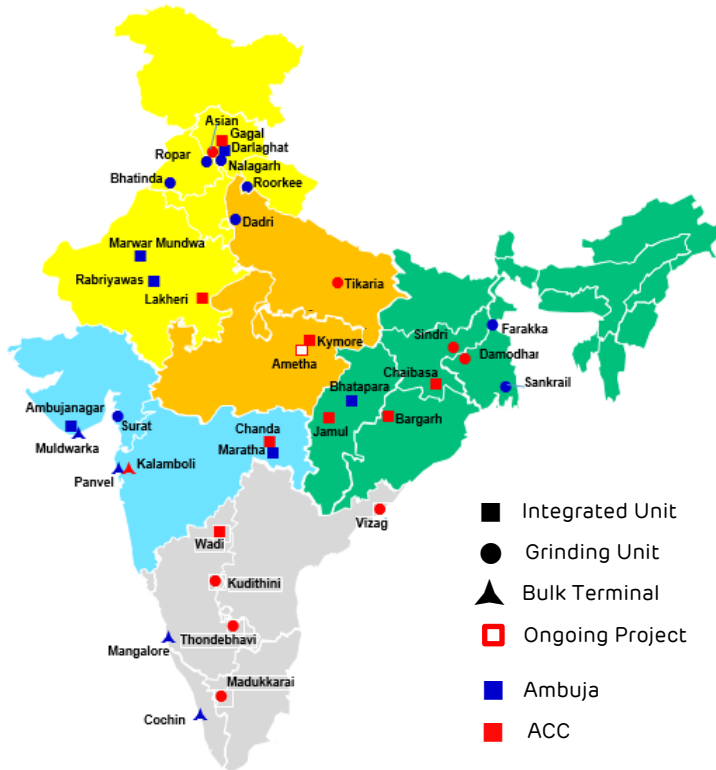 Asian
Gagal
Darlaghat
Ropar
Nalagarh
Bhatinda
Roorkee
Dadri
Marwar Mundwa
Rabriyawas
Lakheri
Tikaria
Kymore
Ametha
Sindri
Farakka
Damodhar
Chaibasa
Sankrail
Bhatapara
Bargarh
Jamul
Ambujanagar
Surat
Muldwarka
Chanda
Maratha
Kalamboli
Panvel
Vizag
Wadi
Kudithini
Thondebhavi
Mangalore
Madukkarai
Cochin
Integrated Unit
Grinding Unit
Bulk Terminal
Ongoing Project
Ambuja
ACC